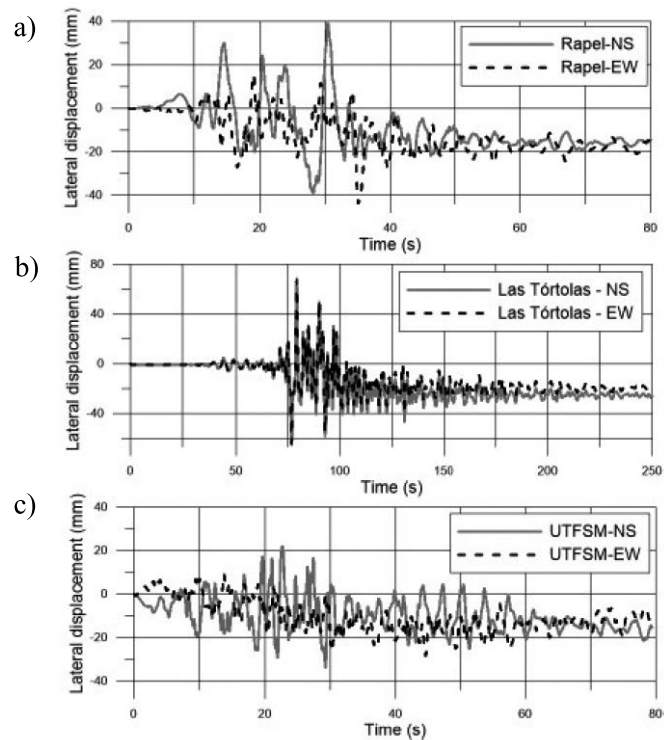 a)
Lateral displacement (mm)
40
20
0
-20
-40
Rapel-NS
Rapel-EW
0
20
40
60
80
Time (s)
b)
Lateral displacement (mm)
80
40
0
-40
Las Tórtolas - NS
Las Tórtolas - EW
0
50
100
150
200
250
Time (s)
c)
Lateral displacement (mm)
40
20
0
-20
-40
UTFSM-NS
UTFSM-EW
0
20
40
60
80
Time (s)